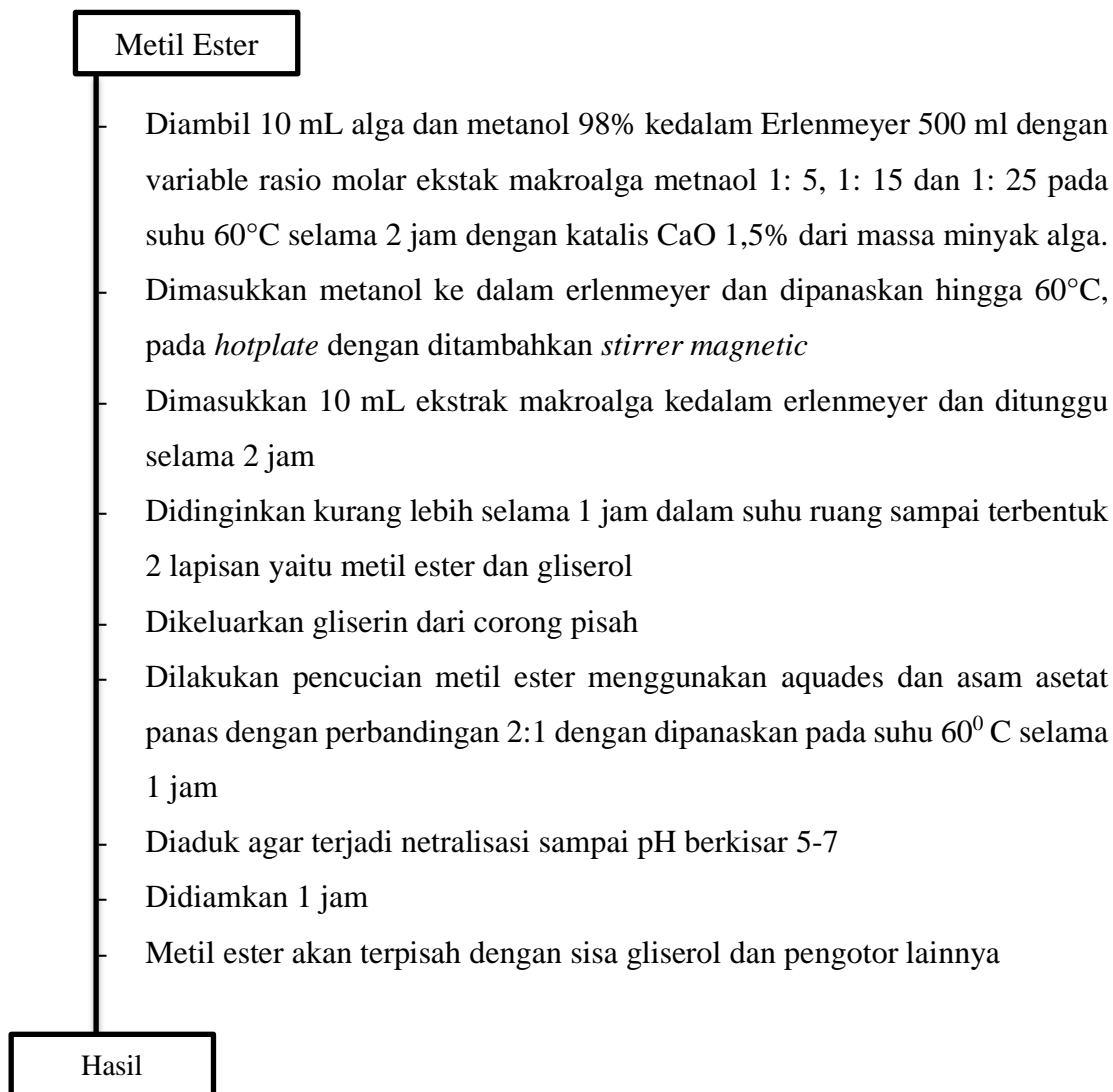 Metil Ester
- Diambil 10 mL alga dan metanol 98% kedalam Erlenmeyer 500 ml dengan
variable rasio molar ekstak makroalga metnaol 1: 5, 1: 15 dan 1: 25 pada
suhu 60°C selama 2 jam dengan katalis CaO 1,5% dari massa minyak alga.
- Dimasukkan metanol ke dalam erlenmeyer dan dipanaskan hingga 60°C,
pada hotplate dengan ditambahkan stirrer magnetic
- Dimasukkan 10 mL ekstrak makroalga kedalam erlenmeyer dan ditunggu
selama 2 jam
- Didinginkan kurang lebih selama 1 jam dalam suhu ruang sampai terbentuk
2 lapisan yaitu metil ester dan gliserol
- Dikeluarkan gliserin dari corong pisah
- Dilakukan pencucian metil ester menggunakan aquades dan asam asetat
panas dengan perbandingan 2:1 dengan dipanaskan pada suhu 60⁰ C selama
1 jam
- Diaduk agar terjadi netralisasi sampai pH berkisar 5-7
- Didiamkan 1 jam
- Metil ester akan terpisah dengan sisa gliserol dan pengotor lainnya
Hasil